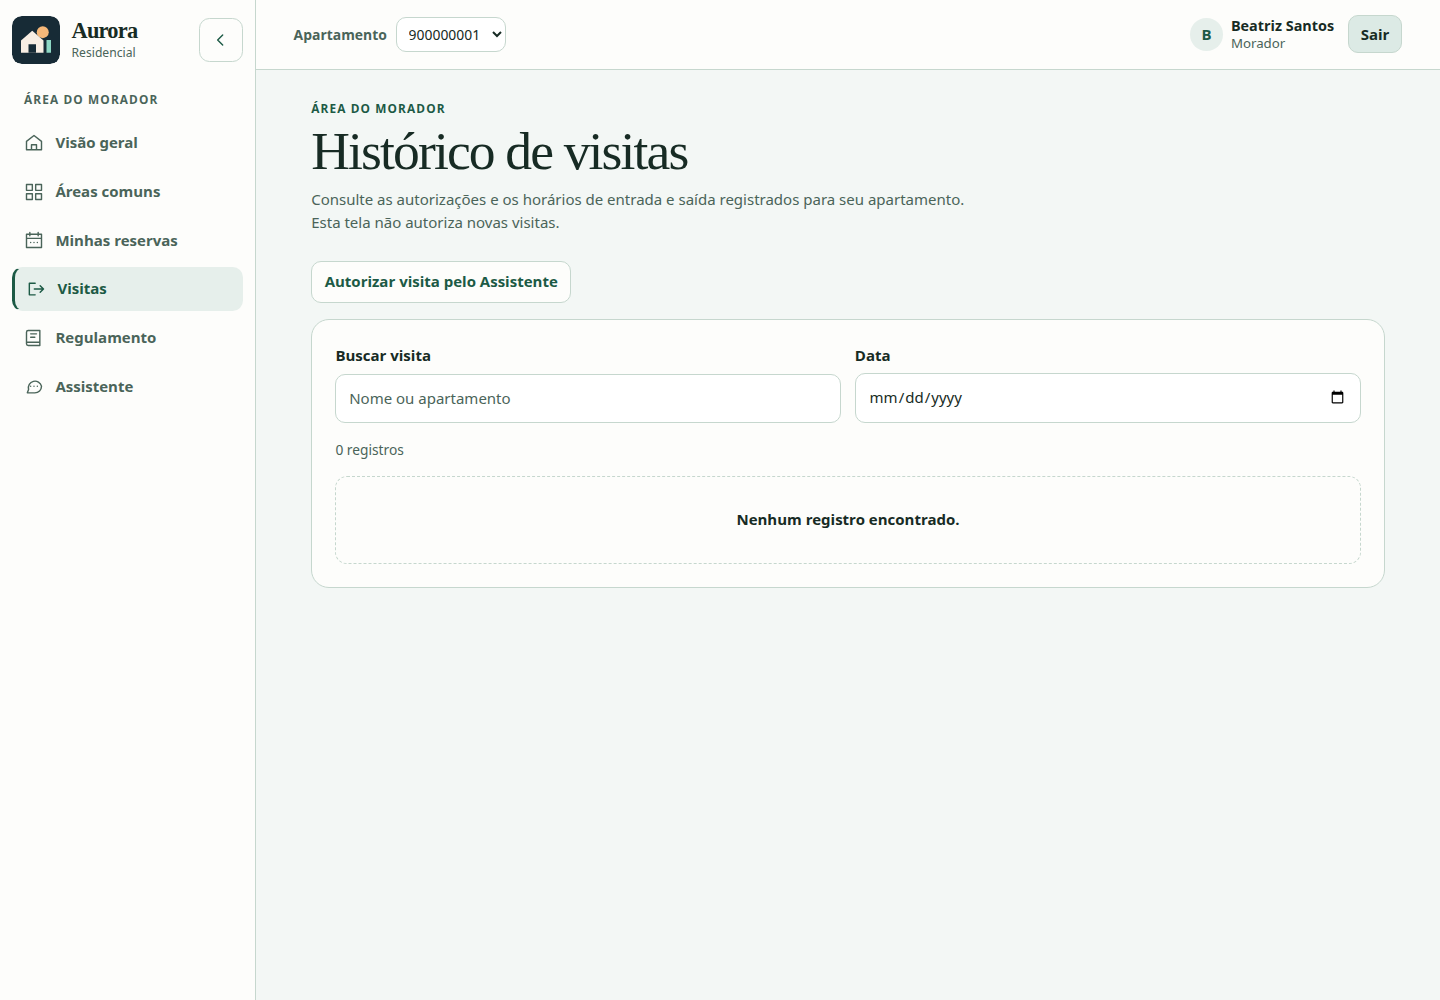 Aurora
Residencial
ÁREA DO MORADOR
Visão geral
Áreas comuns
Minhas reservas
Visitas
Regulamento
Assistente
Apartamento
900000001
B
Beatriz Santos
Morador
Sair
ÁREA DO MORADOR
Histórico de visitas
Consulte as autorizações e os horários de entrada e saída registrados para seu apartamento.
Esta tela não autoriza novas visitas.
Autorizar visita pelo Assistente
Buscar visita
Nome ou apartamento
Data
mm/dd/yyyy
0 registros
Nenhum registro encontrado.